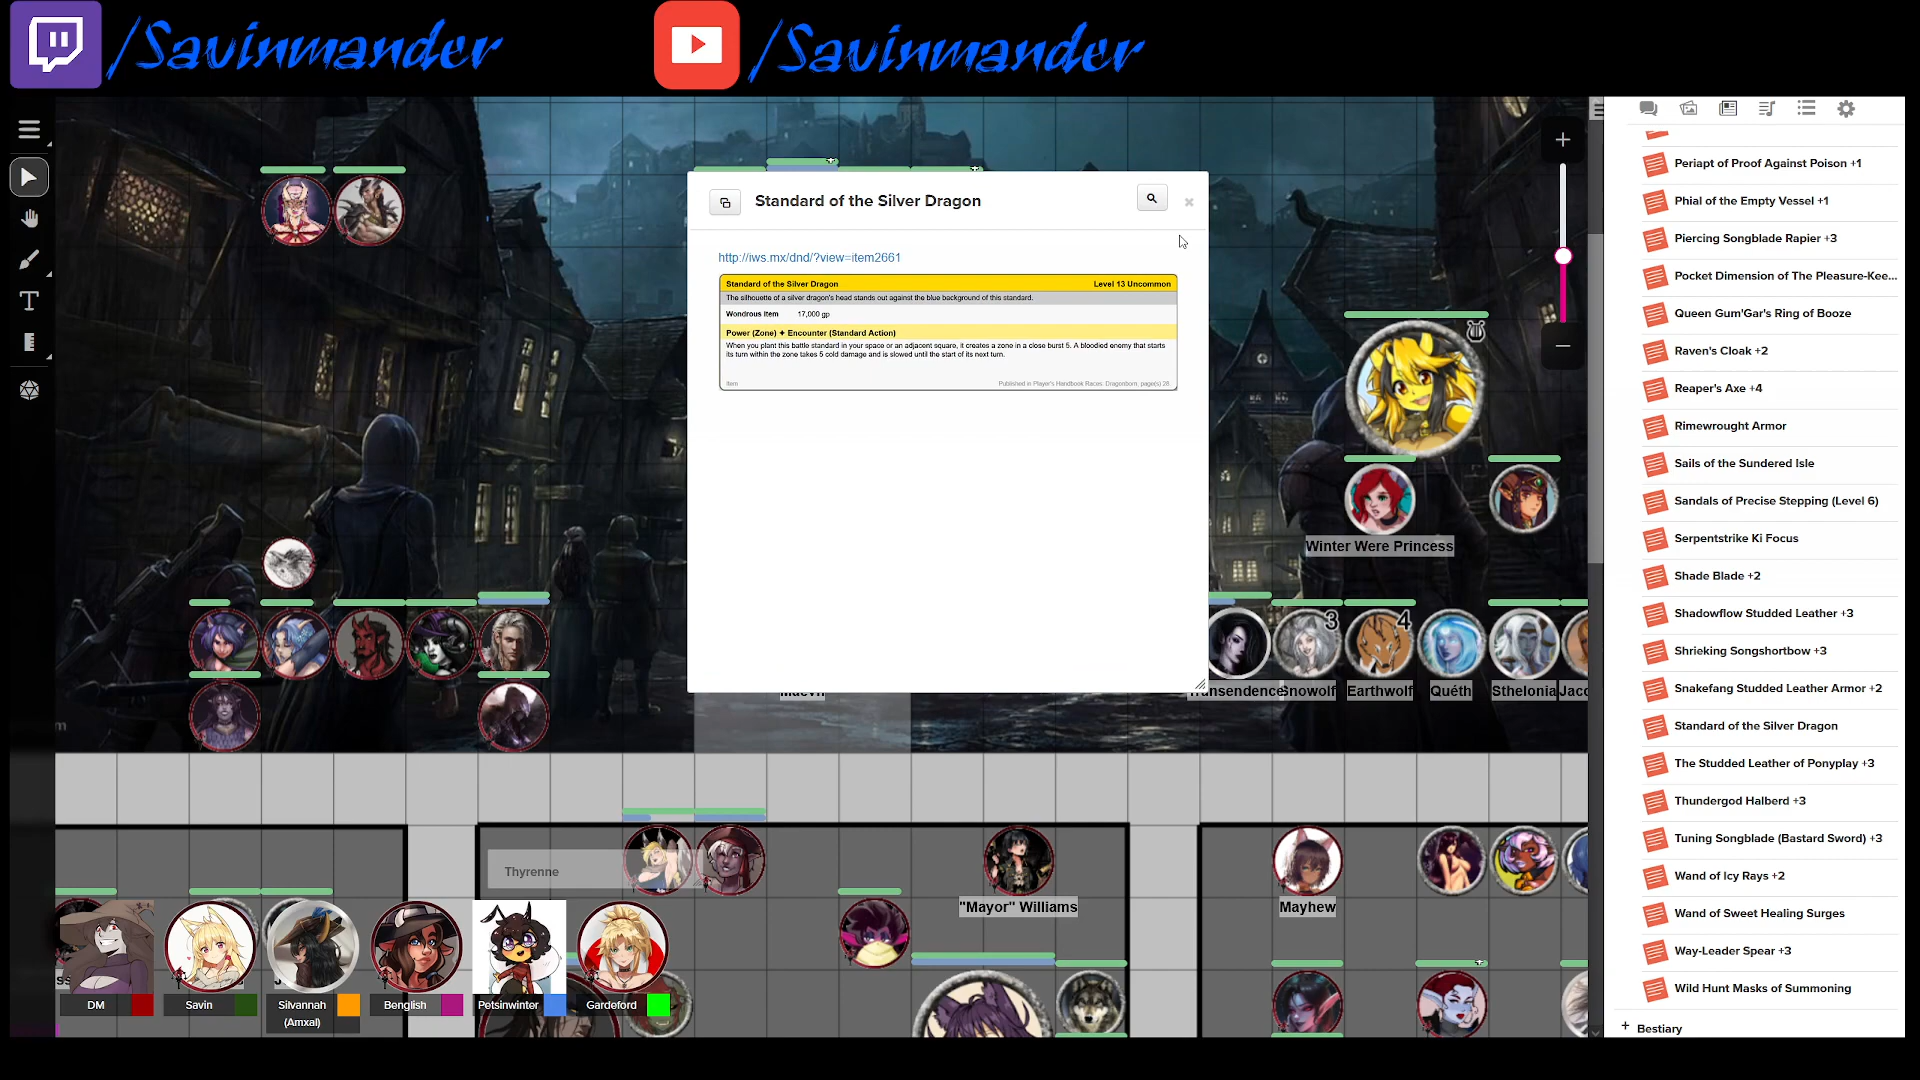 /Savinmander
/Savinmander
Standard of the Silver Dragon
http://iws.mx/dnd/?view=item2661
Standard of the Silver Dragon Level 13 Uncommon
The silhouette of a silver dragon's head stands out against the blue background of this standard.
Wondrous Item 17,000 gp
Power (Zone) ✦ Encounter (Standard Action)
When you plant this battle standard in your space or an adjacent square, it creates a zone in a close burst 5. A bloodied enemy that starts
its turn within the zone takes 5 cold damage and is slowed until the start of its next turn.
Item Published in Player's Handbook Races: Dragonborn, page(s) 28.
Winter Were Princess
3
4
Snowolf
Earthwolf
Quéth
Sthelonia
Thyrenne
"Mayor" Williams
Mayhew
DM
Savin
Silvannah
(Amxal)
Benglish
Petsinwinter
Gardeford
Periapt of Proof Against Poison +1
Phial of the Empty Vessel +1
Piercing Songblade Rapier +3
Pocket Dimension of The Pleasure-Kee...
Queen Gum'Gar's Ring of Booze
Raven's Cloak +2
Reaper's Axe +4
Rimewrought Armor
Sails of the Sundered Isle
Sandals of Precise Stepping (Level 6)
Serpentstrike Ki Focus
Shade Blade +2
Shadowflow Studded Leather +3
Shrieking Songshortbow +3
Snakefang Studded Leather Armor +2
Standard of the Silver Dragon
The Studded Leather of Ponyplay +3
Thundergod Halberd +3
Tuning Songblade (Bastard Sword) +3
Wand of Icy Rays +2
Wand of Sweet Healing Surges
Way-Leader Spear +3
Wild Hunt Masks of Summoning
+ Bestiary